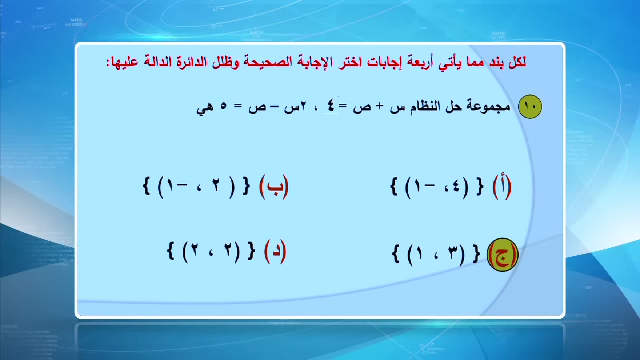 لكل بند مما يأتي أربعة إجابات اختر الإجابة الصحيحة وظلل الدائرة الدالة عليها:
١٠ مجموعة حل النظام س + ص = ٤ ، ٢س – ص = ٥ هي
(أ) { (٤، –١) } (ب) { (٢ ، –١) }
(ج) { (٣ ، ١) } (د) { (٢ ، ٢) }